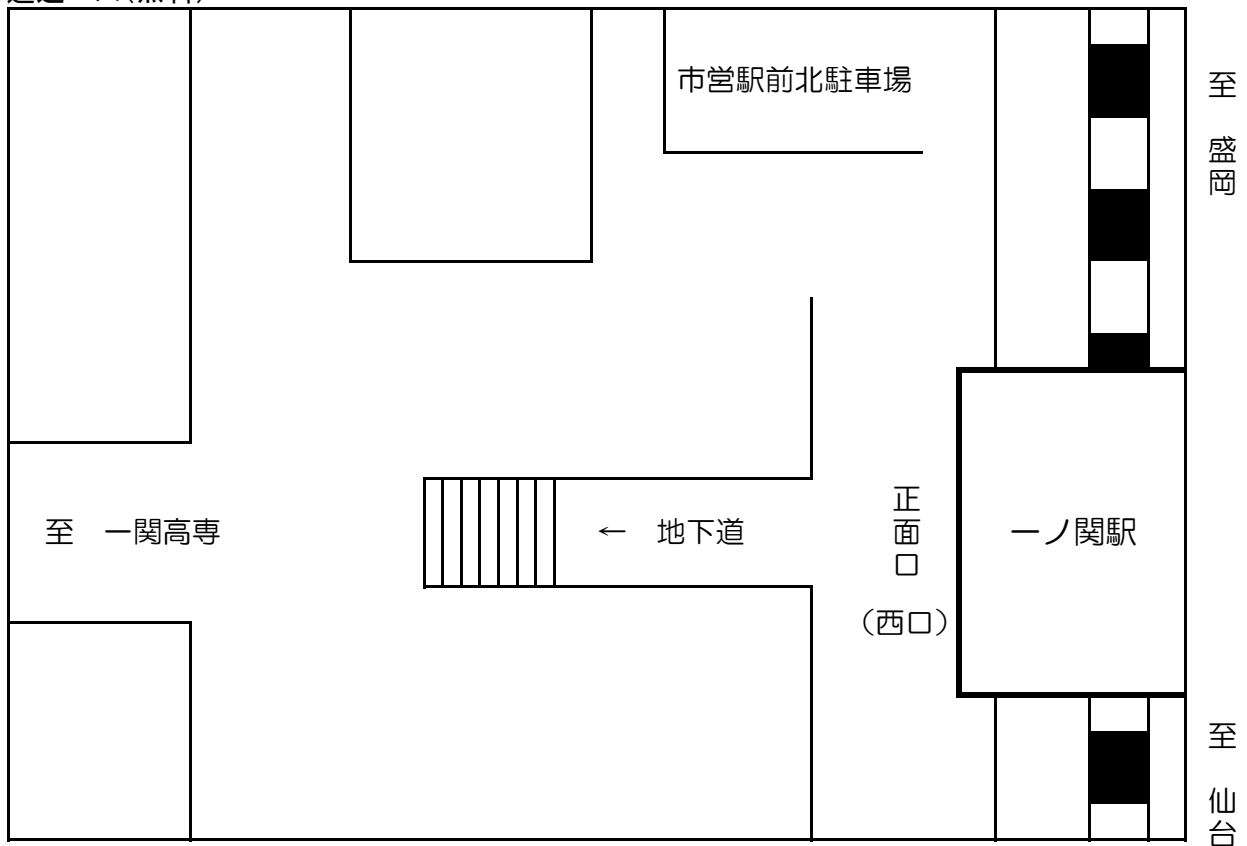 市営駅前北駐車場
至　盛岡
至　一関高専
←　地下道
正面口
（西口）
一ノ関駅
至　仙台